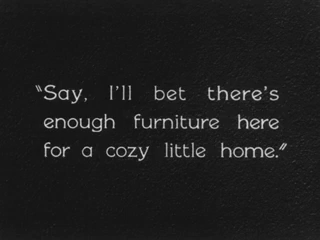 "Say, I'll bet there's
enough furniture here
for a cozy little home."